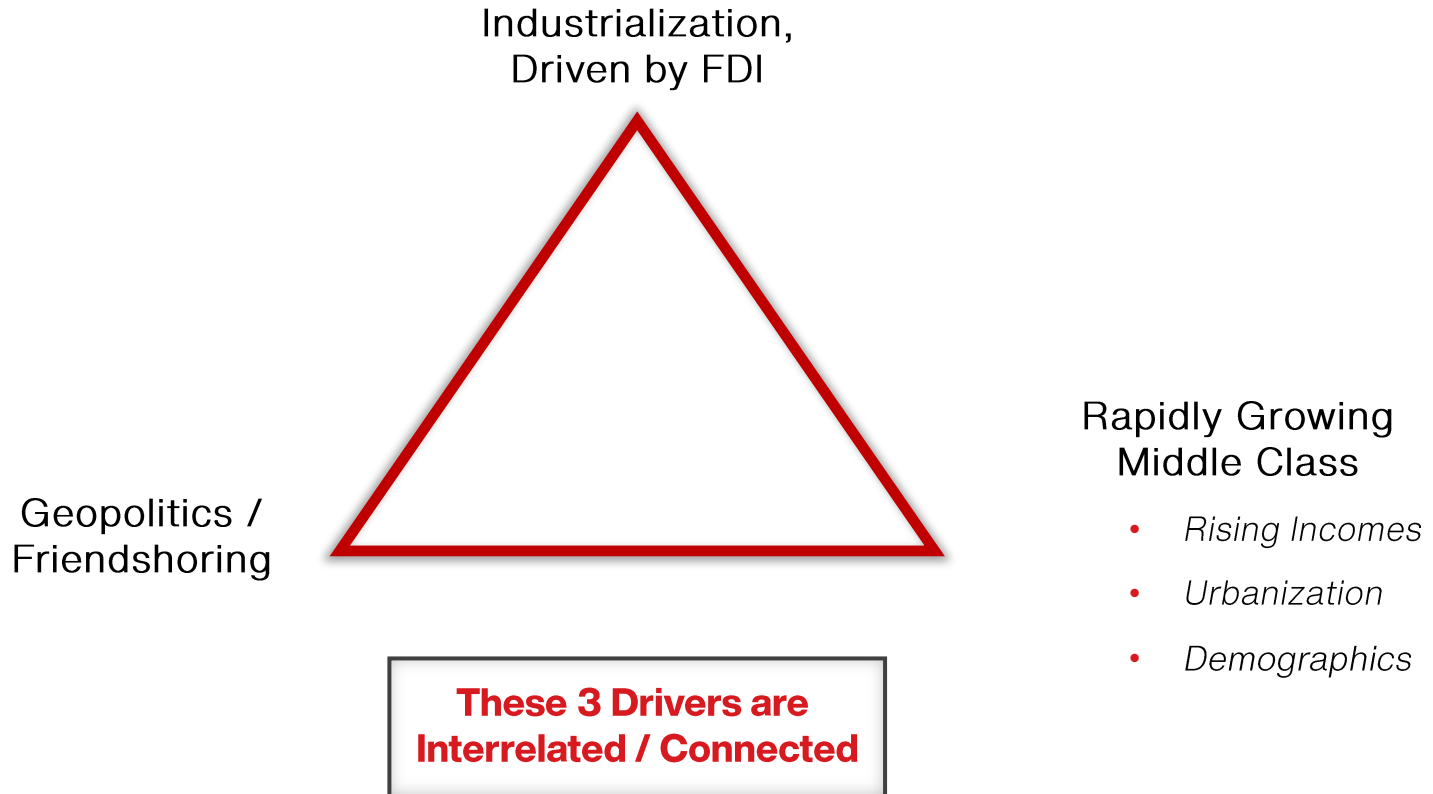 Industrialization,
Driven by FDI
Geopolitics /
Friendshoring
Rapidly Growing
Middle Class
• Rising Incomes
• Urbanization
• Demographics
These 3 Drivers are
Interrelated / Connected